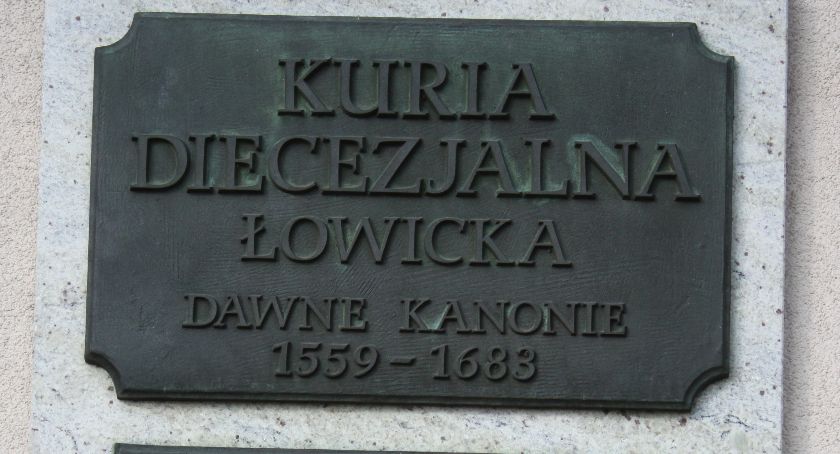 KURIA
DIECEZJALNA
ŁOWICKA
DAWNE KANONIE
1559 – 1683